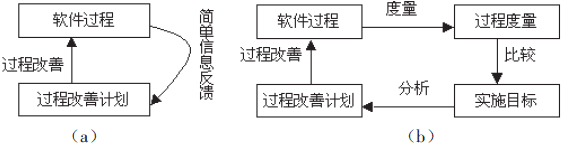 软件过程
过程改善
简单信息反馈
过程改善计划
(a)
软件过程
度量
过程度量
过程改善
比较
过程改善计划
分析
实施目标
(b)